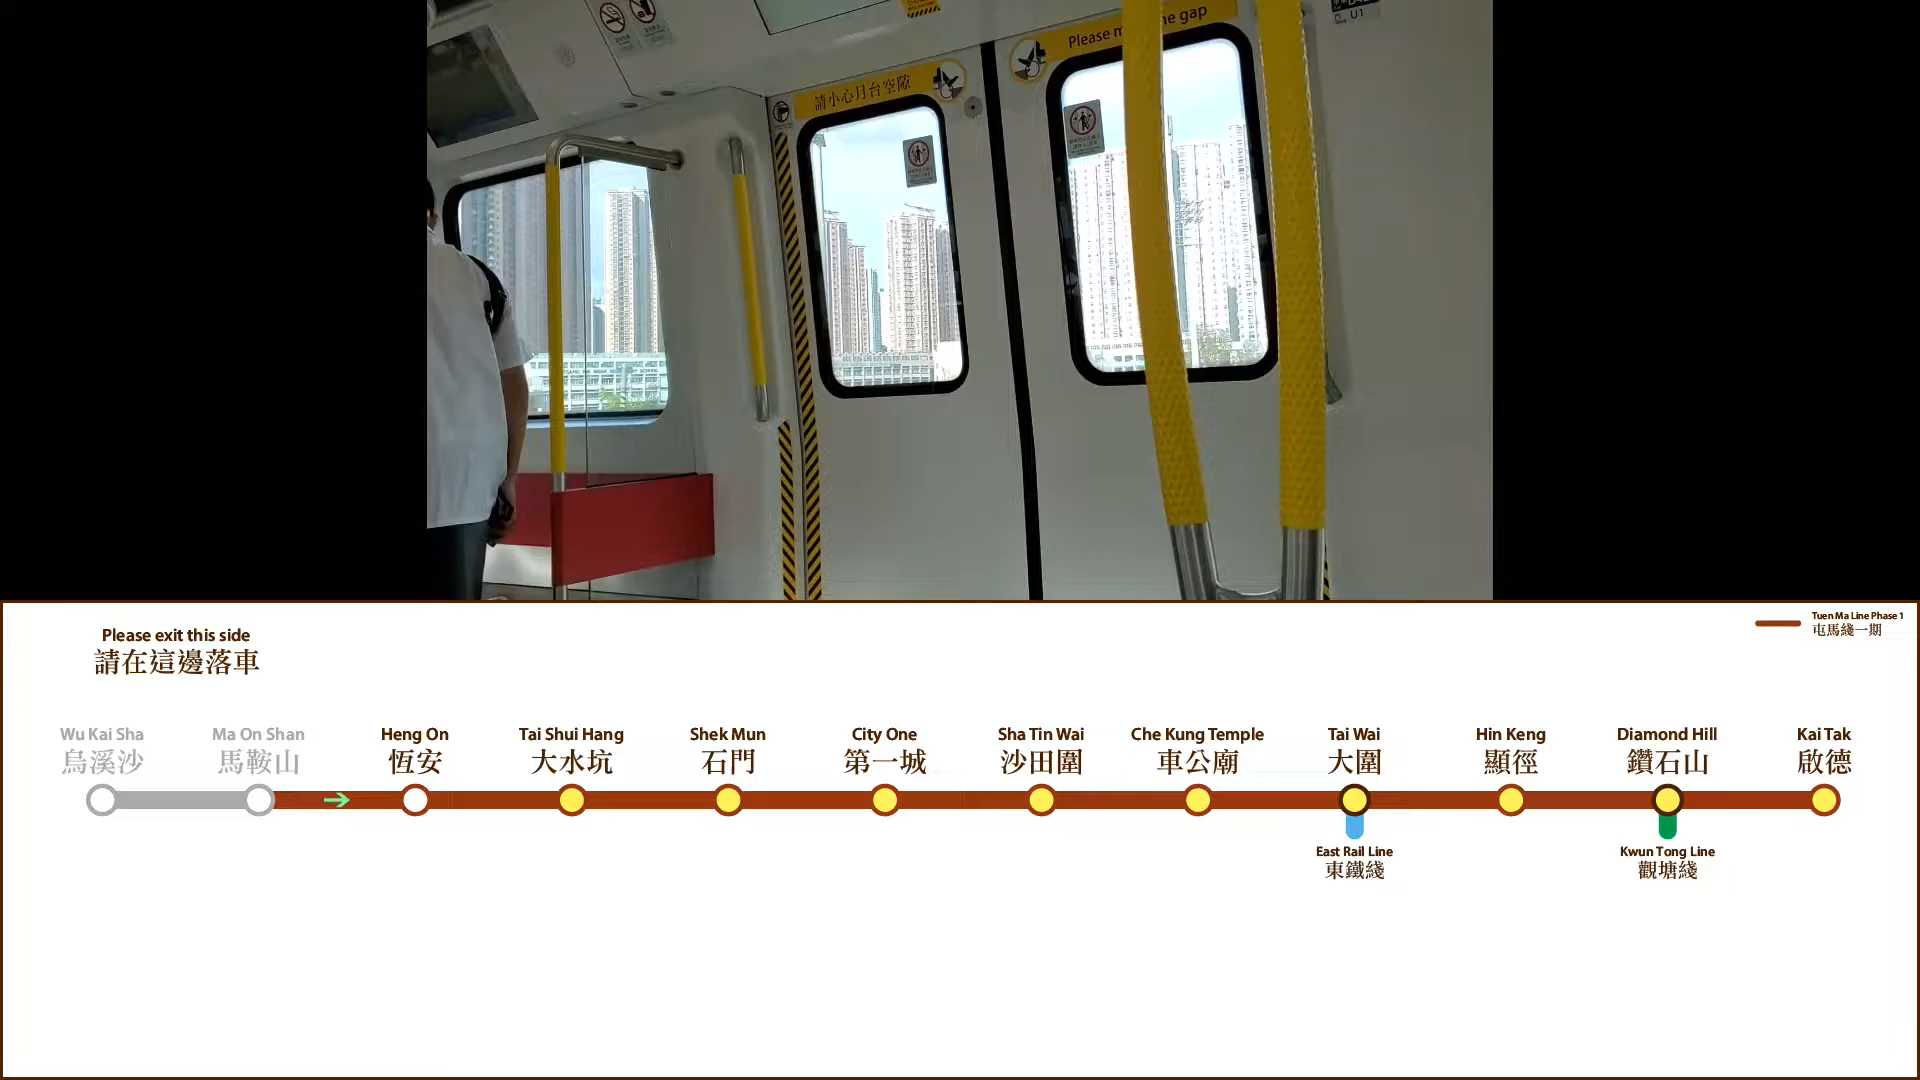 U1
Please
he gap
請小心月台空隙
Please exit this side
請在這邊落車
Tuen Ma Line Phase 1
屯馬綫一期
Wu Kai Sha
烏溪沙
Ma On Shan
馬鞍山
Heng On
恆安
Tai Shui Hang
大水坑
Shek Mun
石門
City One
第一城
Sha Tin Wai
沙田圍
Che Kung Temple
車公廟
Tai Wai
大圍
Hin Keng
顯徑
Diamond Hill
鑽石山
Kai Tak
啟德
East Rail Line
東鐵綫
Kwun Tong Line
觀塘綫